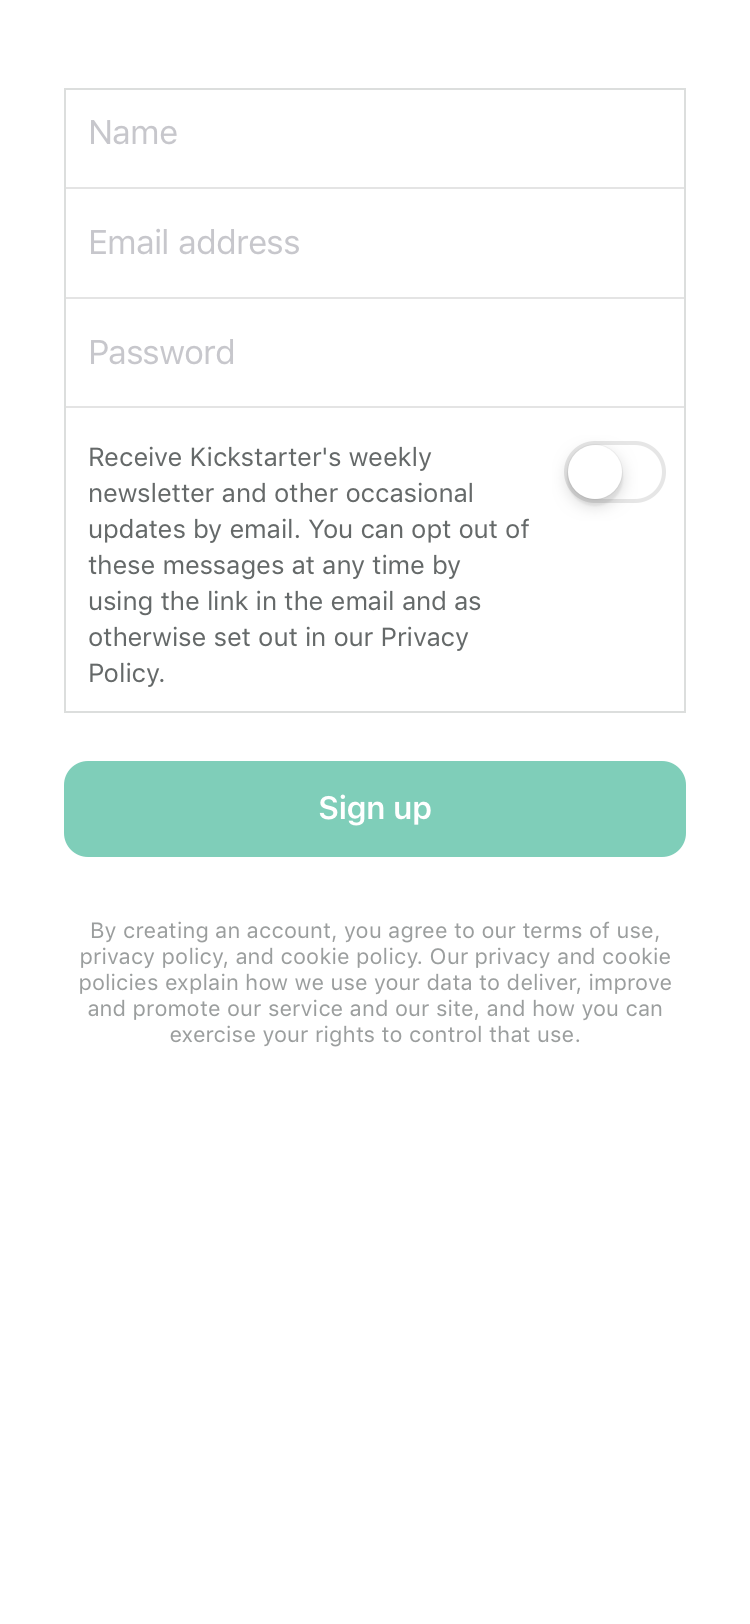 Name
Email address
Password
Receive Kickstarter's weekly
newsletter and other occasional
updates by email. You can opt out of
these messages at any time by
using the link in the email and as
otherwise set out in our Privacy
Policy.
Sign up
By creating an account, you agree to our terms of use,
privacy policy, and cookie policy. Our privacy and cookie
policies explain how we use your data to deliver, improve
and promote our service and our site, and how you can
exercise your rights to control that use.